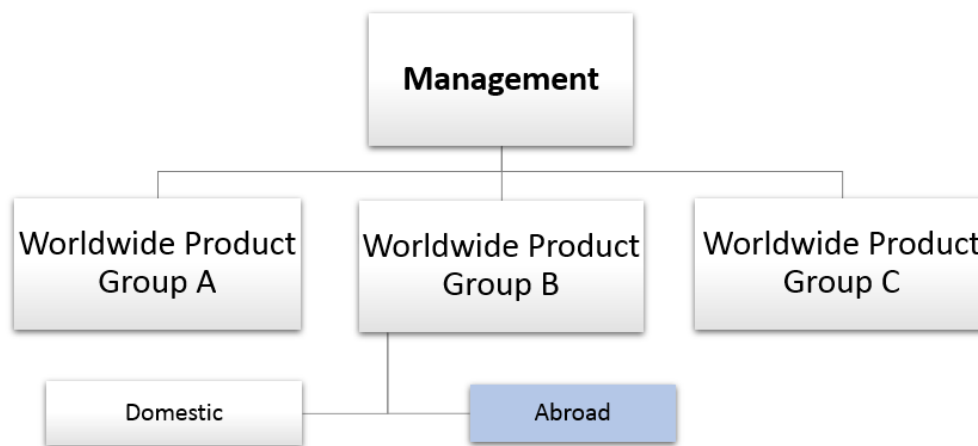 Management
Worldwide Product
Group A
Worldwide Product
Group B
Worldwide Product
Group C
Domestic
Abroad